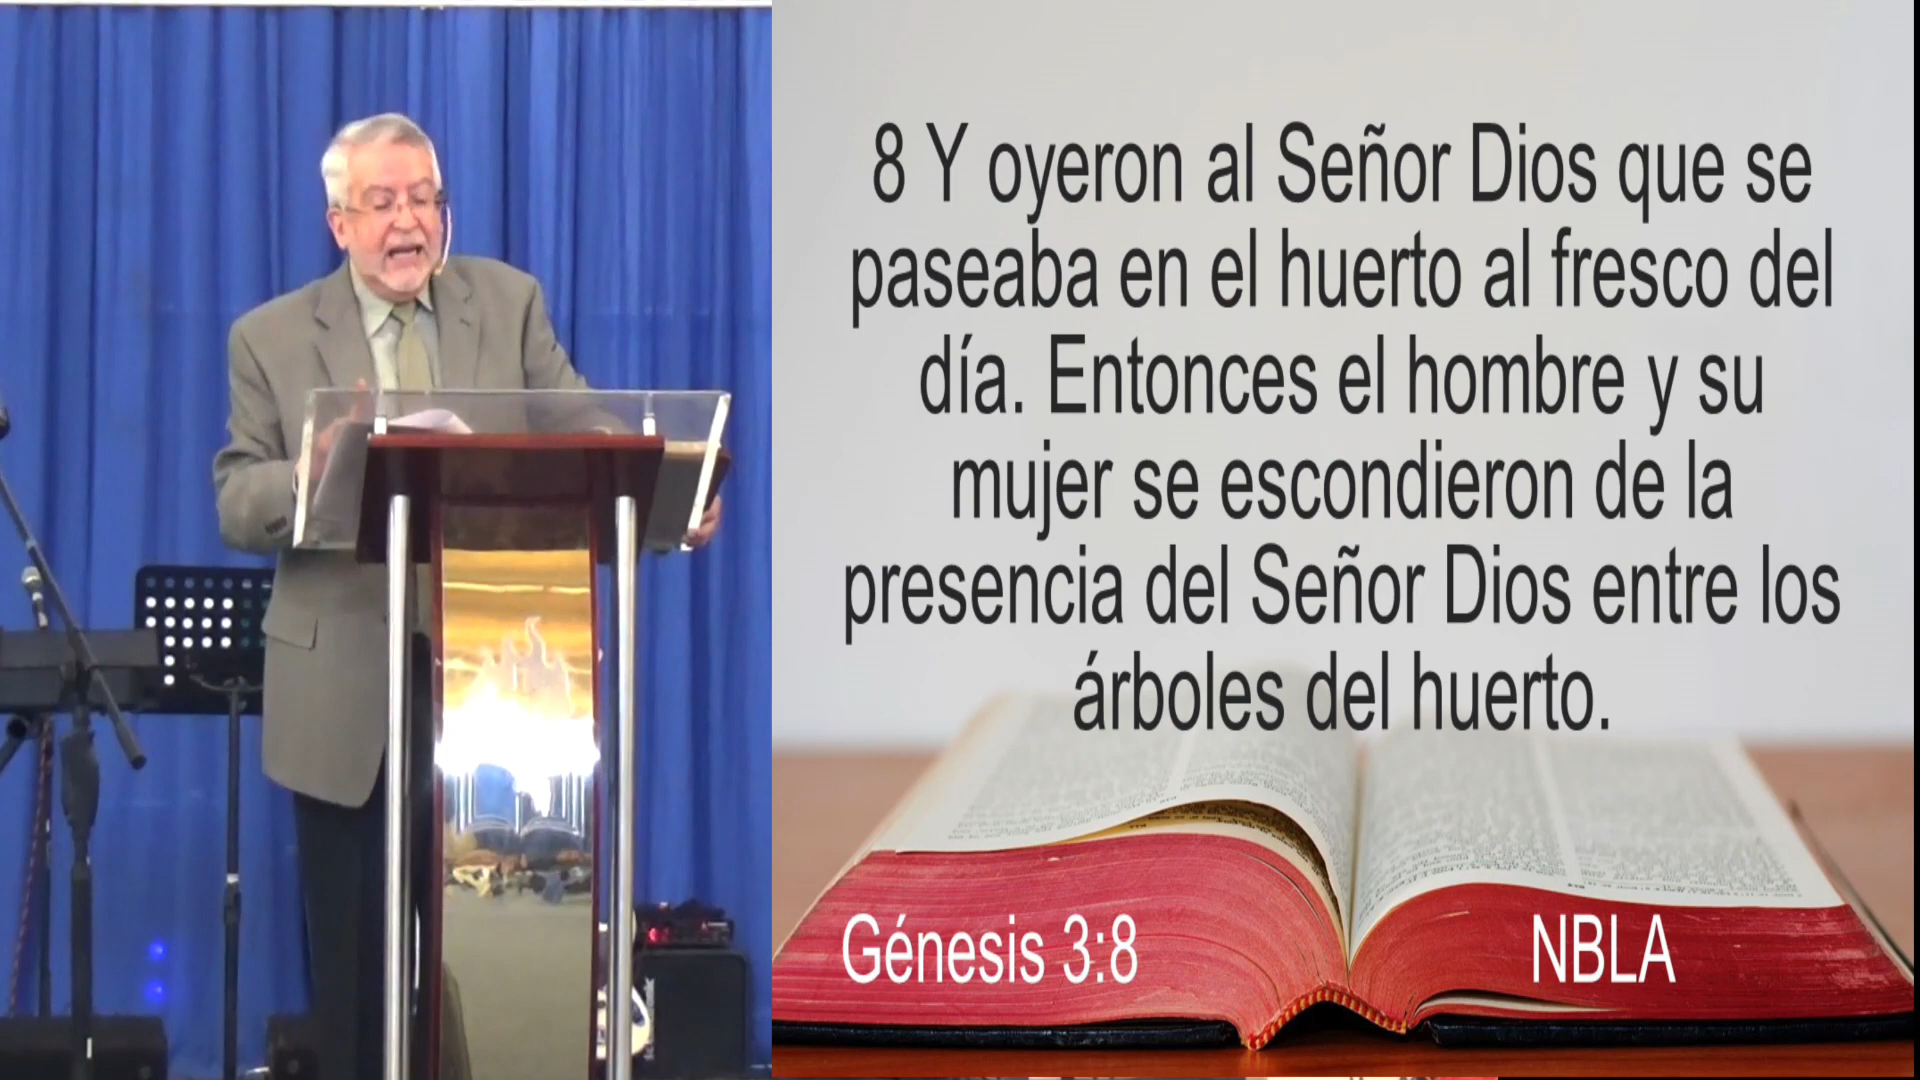 8 Y oyeron al Señor Dios que se
paseaba en el huerto al fresco del
día. Entonces el hombre y su
mujer se escondieron de la
presencia del Señor Dios entre los
árboles del huerto.
Génesis 3:8
NBLA